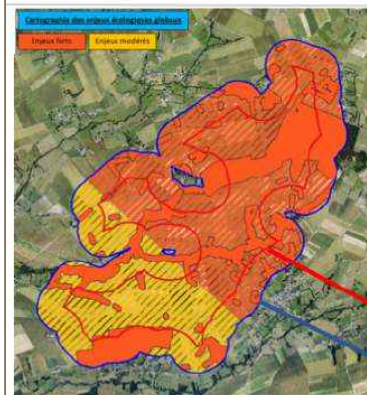 Cartographie des enjeux écologiques globaux
Enjeux forts
Enjeux modérés